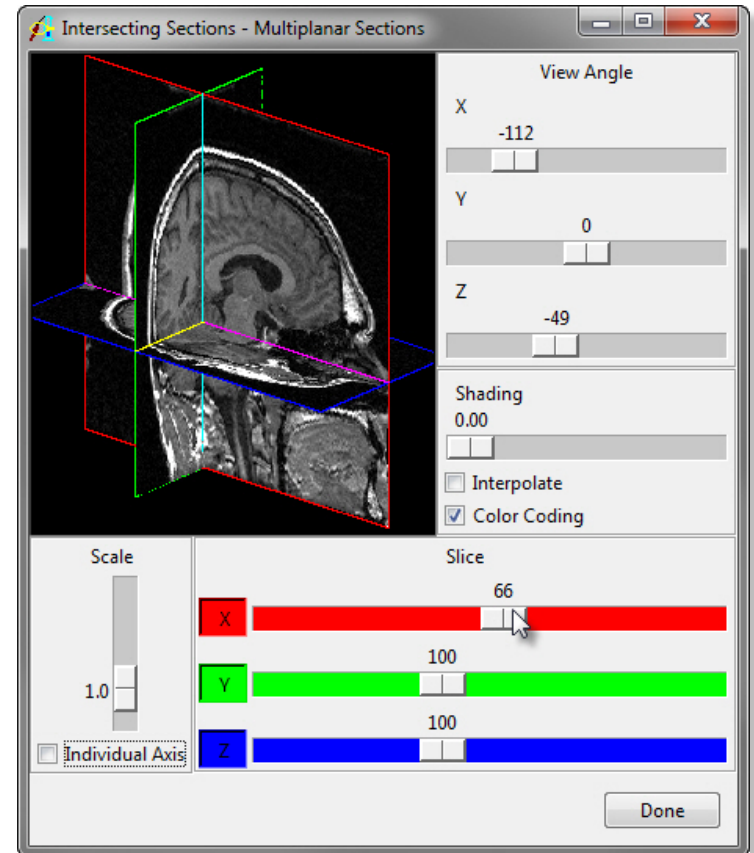 Intersecting Sections - Multiplanar Sections
View Angle
X
-112
Y
0
Z
-49
Shading
0.00
Interpolate
Color Coding
Scale
1.0
Individual Axis
Slice
66
X
100
Y
100
Z
Done